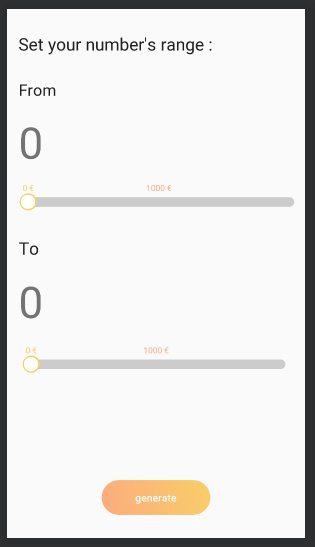 Set your number's range :
From
0
0 € 1000 €
To
0
0 € 1000 €
generate